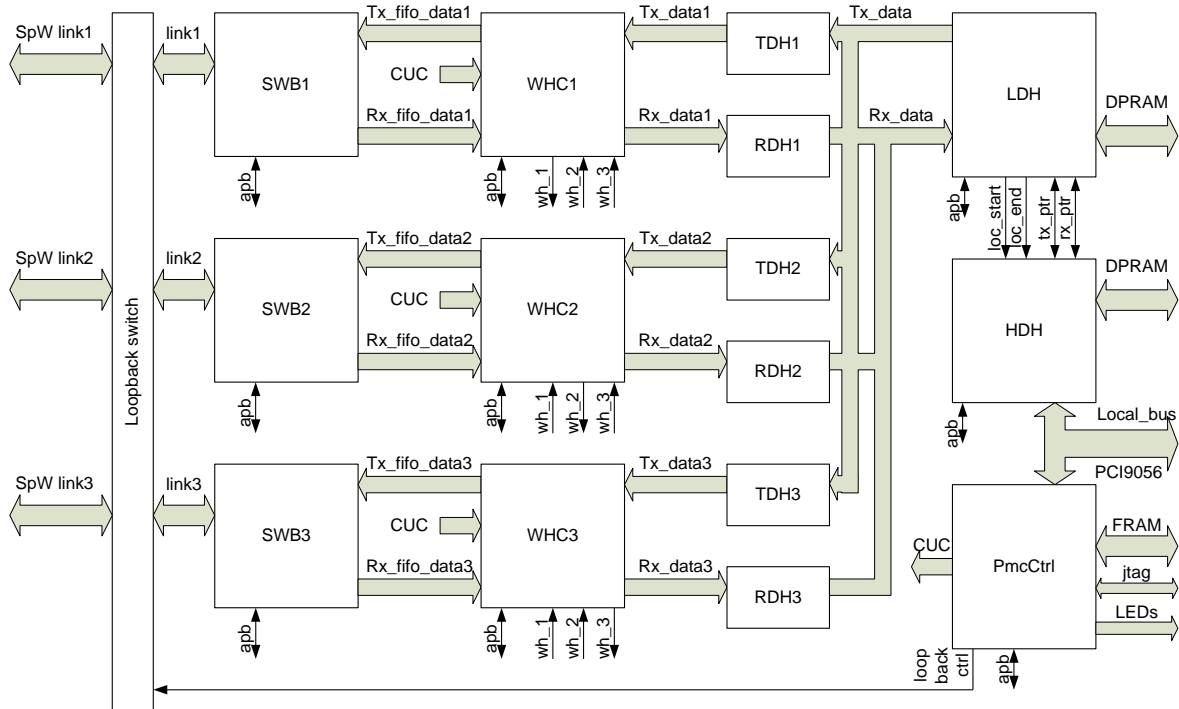 Tx_fifo_data1
Tx_data1
Tx_data
SpW link1
link1
TDH1
CUC
SWB1
WHC1
LDH
DPRAM
Rx_fifo_data1
Rx_data1
Rx_data
RDH1
apb
apb
wh_1
wh_2
wh_3
apb
loc_start
loc_end
tx_ptr
rx_ptr
Tx_fifo_data2
Tx_data2
SpW link2
link2
TDH2
DPRAM
CUC
SWB2
WHC2
HDH
Loopback switch
Rx_fifo_data2
Rx_data2
RDH2
apb
apb
wh_1
wh_2
wh_3
apb
Local_bus
Tx_fifo_data3
Tx_data3
PCI9056
SpW link3
link3
TDH3
CUC
FRAM
SWB3
WHC3
CUC
PmcCtrl
Rx_fifo_data3
Rx_data3
jtag
RDH3
LEDs
apb
apb
wh_1
wh_2
wh_3
loop
back
ctrl
apb